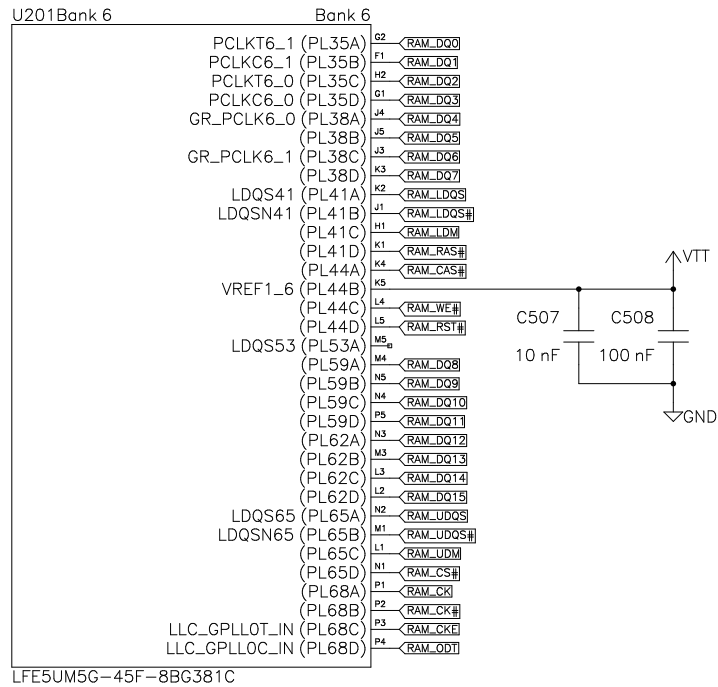 U201Bank 6 Bank 6
PCLKT6_1 (PL35A) G2 RAM_DQ0
PCLKC6_1 (PL35B) F1 RAM_DQ1
PCLKT6_0 (PL35C) H2 RAM_DQ2
PCLKC6_0 (PL35D) G1 RAM_DQ3
GR_PCLK6_0 (PL38A) J4 RAM_DQ4
(PL38B) J5 RAM_DQ5
GR_PCLK6_1 (PL38C) J3 RAM_DQ6
(PL38D) K3 RAM_DQ7
LDQS41 (PL41A) K2 RAM_LDQS
LDQSN41 (PL41B) J1 RAM_LDQS#
(PL41C) H1 RAM_LDM
(PL41D) K1 RAM_RAS#
(PL44A) K4 RAM_CAS#
VTT
VREF1_6 (PL44B) K5
(PL44C) L4 RAM_WE#
C507 C508
(PL44D) L5 RAM_RST#
LDQS53 (PL53A) M5
10 nF 100 nF
(PL59A) M4 RAM_DQ8
(PL59B) N5 RAM_DQ9
(PL59C) N4 RAM_DQ10
(PL59D) P5 RAM_DQ11
GND
(PL62A) N3 RAM_DQ12
(PL62B) M3 RAM_DQ13
(PL62C) L3 RAM_DQ14
(PL62D) L2 RAM_DQ15
LDQS65 (PL65A) N2 RAM_UDQS
LDQSN65 (PL65B) M1 RAM_UDQS#
(PL65C) L1 RAM_UDM
(PL65D) N1 RAM_CS#
(PL68A) P1 RAM_CK
(PL68B) P2 RAM_CK#
LLC_GPLL0T_IN (PL68C) P3 RAM_CKE
LLC_GPLL0C_IN (PL68D) P4 RAM_ODT
LFE5UM5G-45F-8BG381C